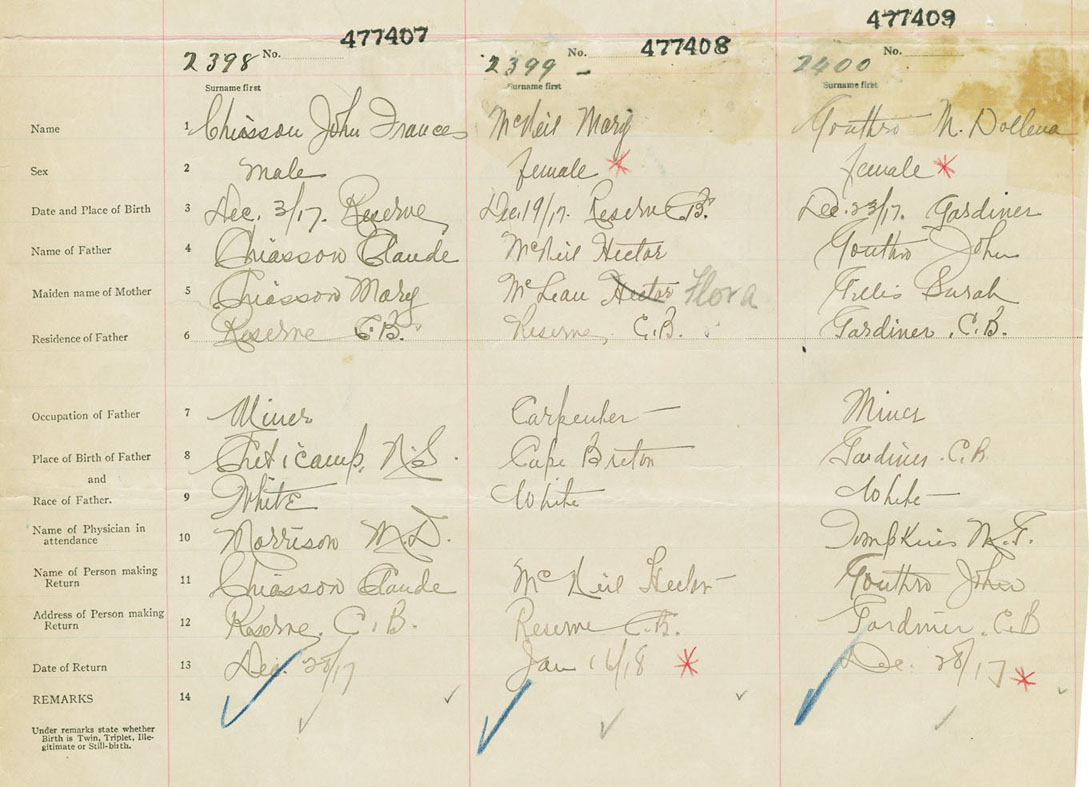 477407 477408 477409
2398 No. 2399 No. 2400 No.
Surname first Surname first Surname first
Name 1 Chiasson John Frances McNeil Mary Gouthro M. Dollena
Sex 2 Male female female
Date and Place of Birth 3 Dec. 3/17. Reserve Dec. 19/17. Reserve C.B. Dec. 23/17. Gardiner
Name of Father 4 Chiasson Claude McNeil Hector Gouthro John
Maiden name of Mother 5 Chiasson Mary McLean Hector Flora Sarah
Residence of Father 6 Reserve C.B. Reserve, C.B. Gardiner, C.B.
Occupation of Father 7 Miner Carpenter Miner
Place of Birth of Father 8 Cheticamp, N.S. Cape Breton Gardiner. C.B.
and
Race of Father. 9 White White White
Name of Physician in 10 Morrison M.D. Tompkins M.
attendance
Name of Person making 11 Chiasson Claude McNeil Hector Gouthro John
Return
Address of Person making 12 Reserve, C.B. Reserve C.B. Gardiner, C.B
Return
Date of Return 13 Dec. 28/17 Jan /18 Dec. 28/17
REMARKS 14
Under remarks state whether
Birth is Twin, Triplet, Ille-
gitimate or Still-birth.